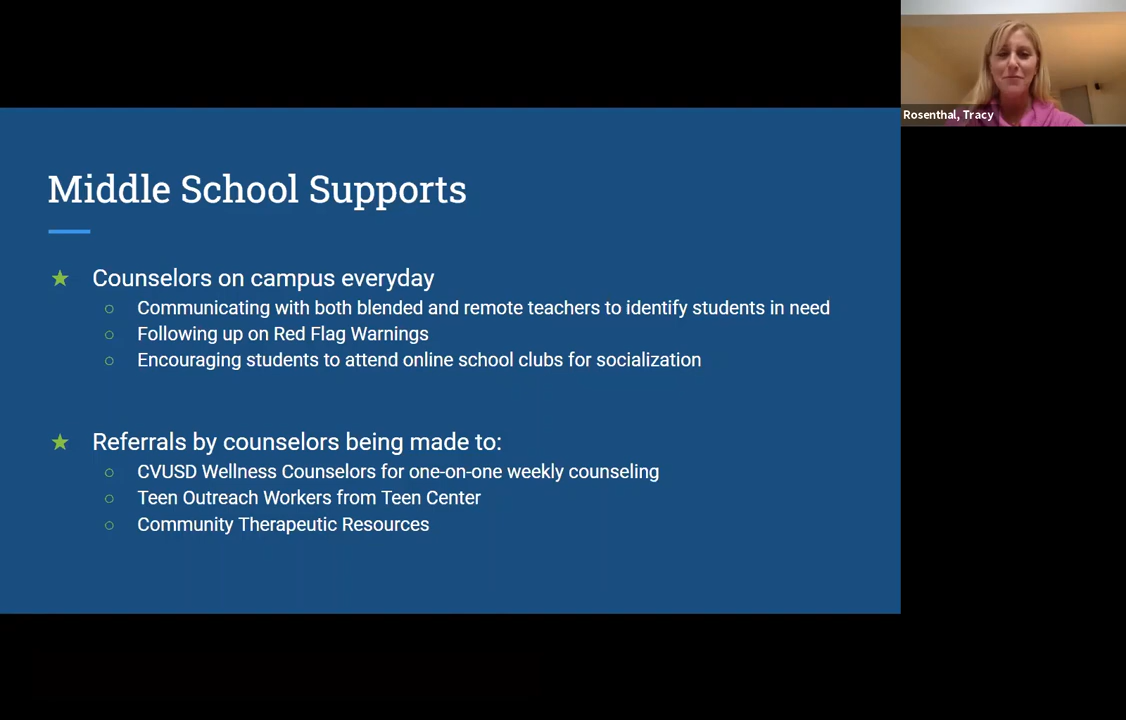 Rosenthal, Tracy
Middle School Supports
Counselors on campus everyday
Communicating with both blended and remote teachers to identify students in need
Following up on Red Flag Warnings
Encouraging students to attend online school clubs for socialization
Referrals by counselors being made to:
CVUSD Wellness Counselors for one-on-one weekly counseling
Teen Outreach Workers from Teen Center
Community Therapeutic Resources